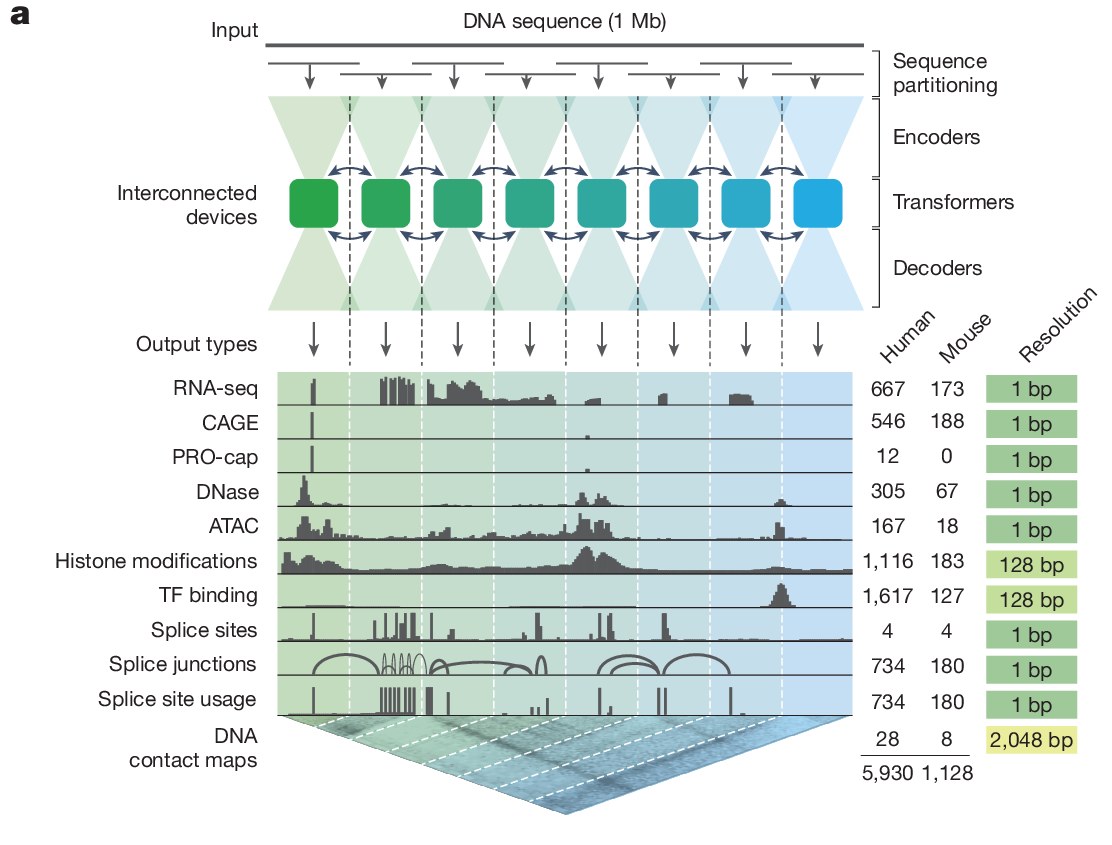 a
DNA sequence (1 Mb)
Input
Sequence
partitioning
Encoders
Interconnected
devices
Transformers
Decoders
Output types
Human
Mouse
Resolution
RNA-seq 667 173 1 bp
CAGE 546 188 1 bp
PRO-cap 12 0 1 bp
DNase 305 67 1 bp
ATAC 167 18 1 bp
Histone modifications 1,116 183 128 bp
TF binding 1,617 127 128 bp
Splice sites 4 4 1 bp
Splice junctions 734 180 1 bp
Splice site usage 734 180 1 bp
DNA
contact maps
28 8 2,048 bp
5,930 1,128